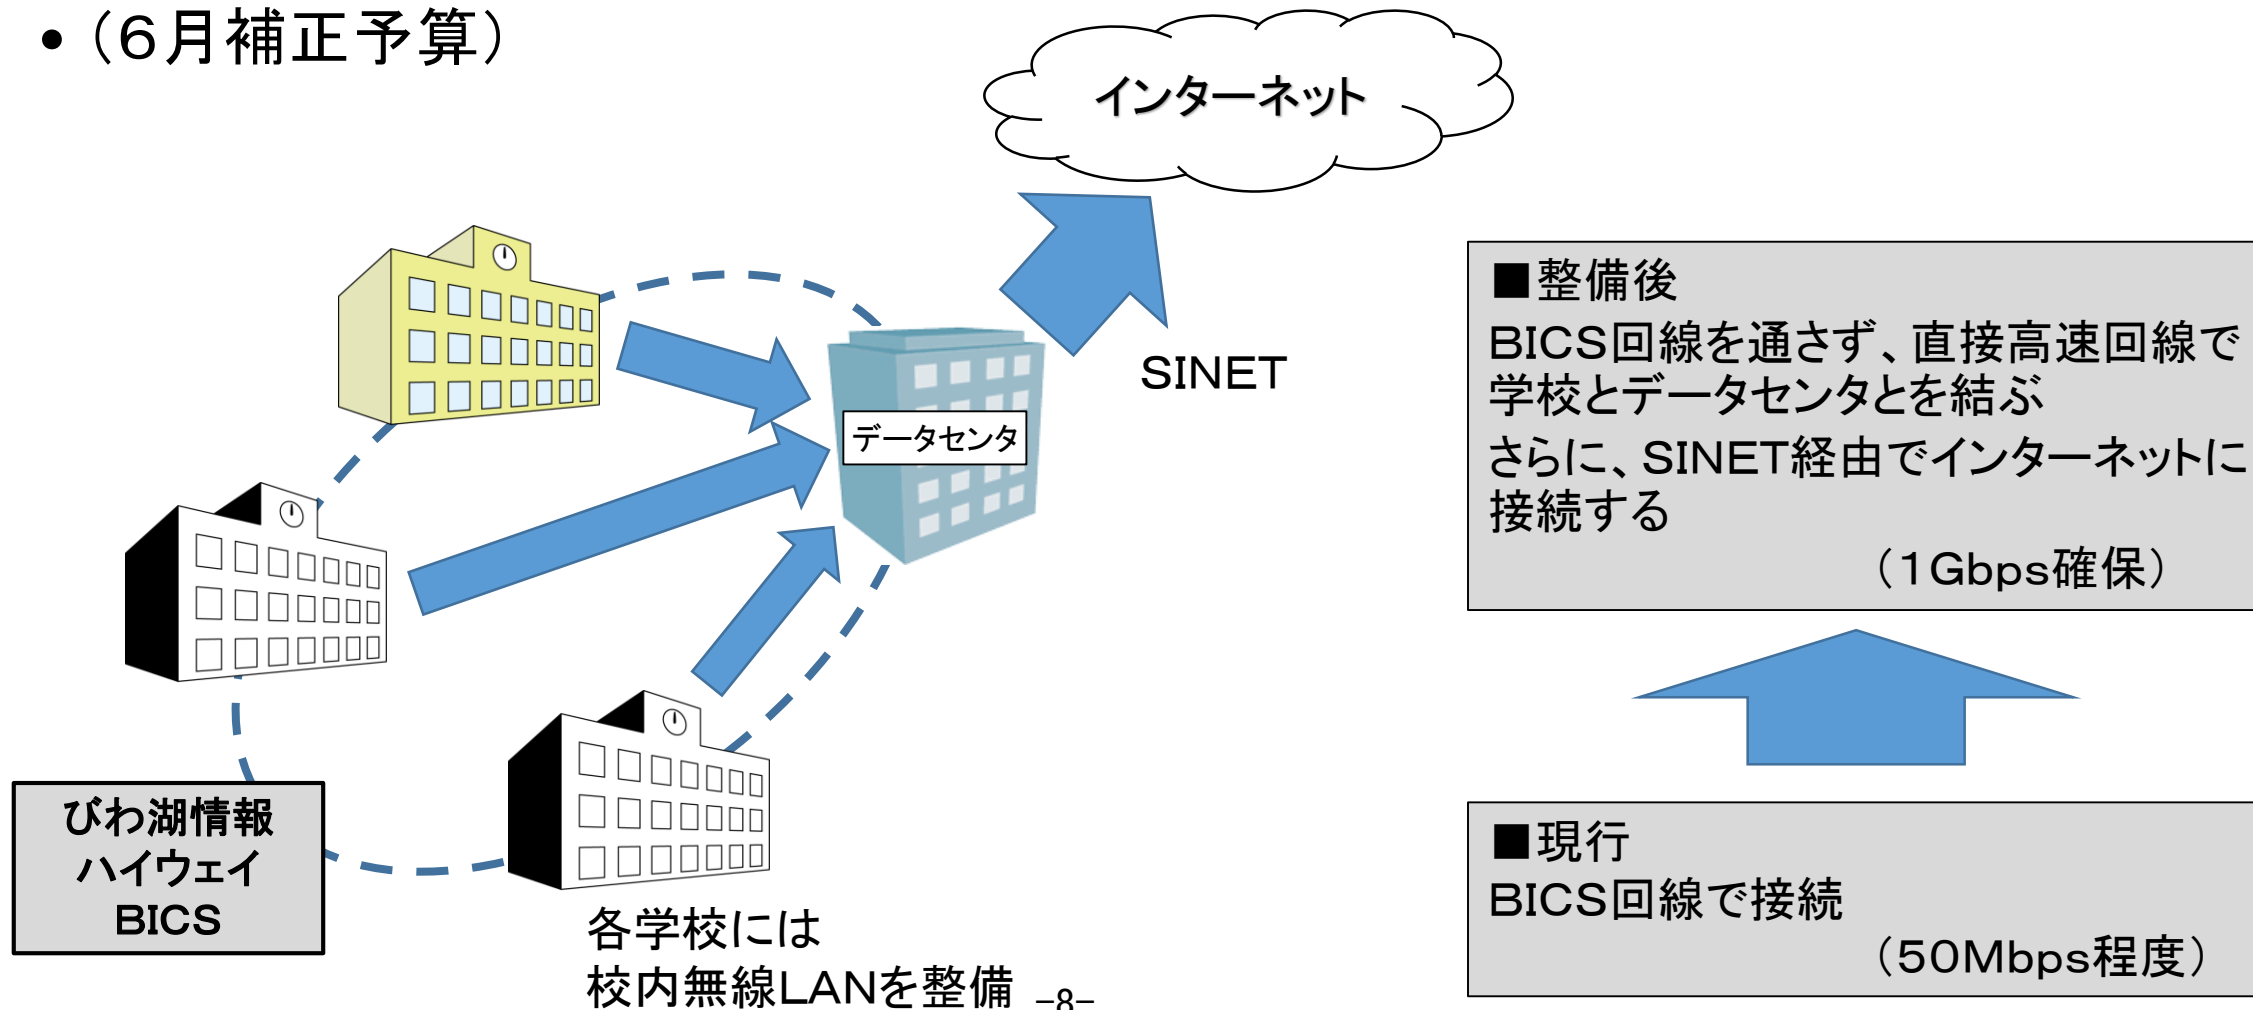 •（６月補正予算）
インターネット
SINET
データセンタ
びわ湖情報
ハイウェイ
BICS
各学校には
校内無線LANを整備
■整備後
BICS回線を通さず、直接高速回線で
学校とデータセンタとを結ぶ
さらに、SINET経由でインターネットに
接続する
（1Gbps確保）
■現行
BICS回線で接続
（50Mbps程度）
−8−